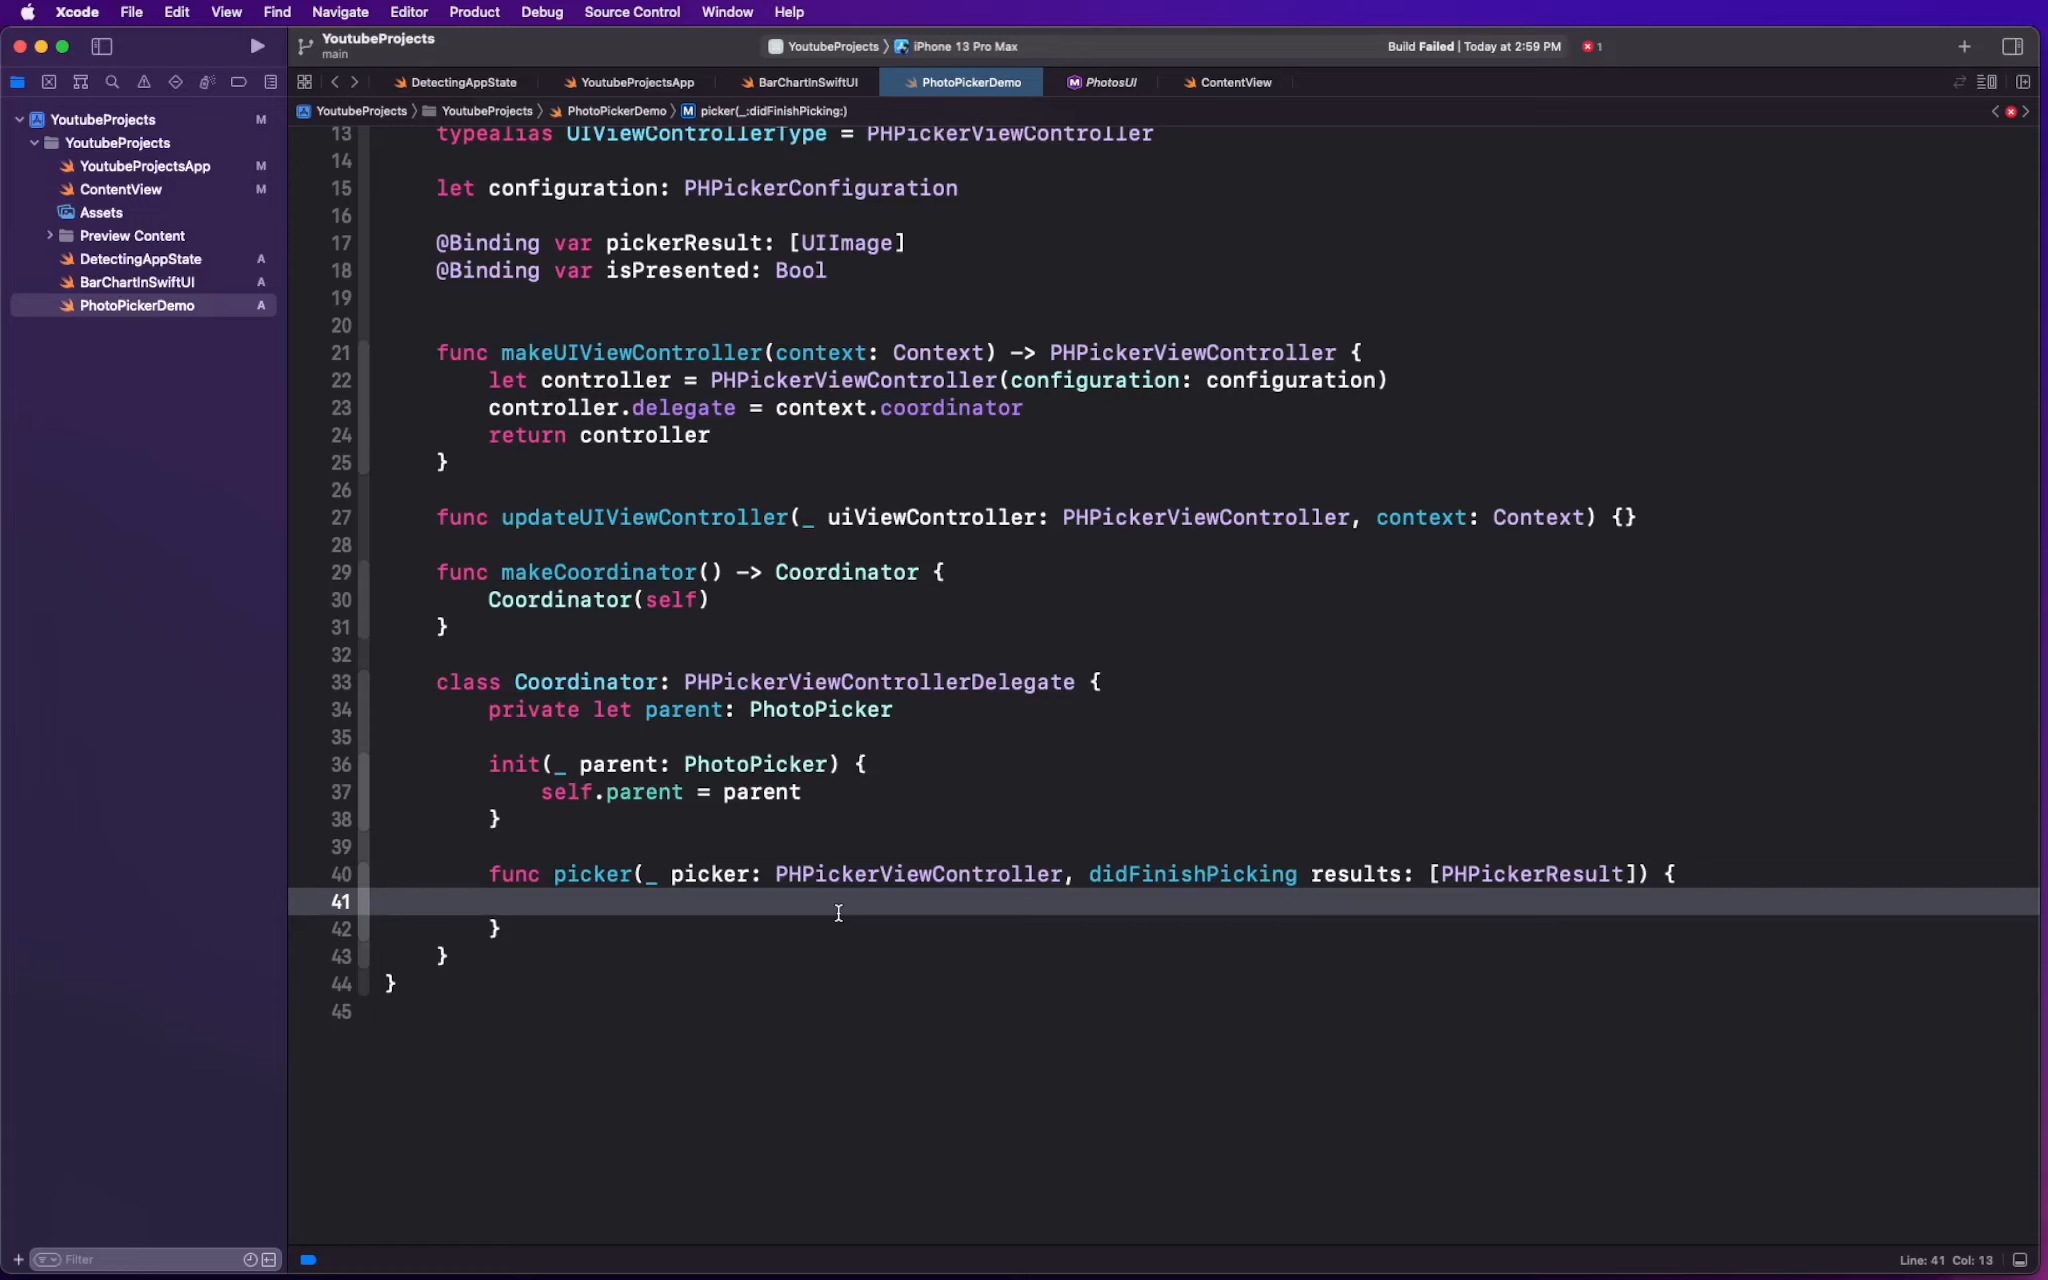 Xcode File Edit View Find Navigate Editor Product Debug Source Control Window Help
YoutubeProjects
main
YoutubeProjects 〉 iPhone 13 Pro Max
Build Failed | Today at 2:59 PM
1
DetectingAppState YoutubeProjectsApp BarChartInSwiftUI PhotoPickerDemo M PhotosUI ContentView
YoutubeProjects 〉 YoutubeProjects 〉 PhotoPickerDemo 〉 M picker(_:didFinishPicking:)
YoutubeProjects M
YoutubeProjects
YoutubeProjectsApp M
ContentView M
Assets
Preview Content
DetectingAppState A
BarChartInSwiftUI A
PhotoPickerDemo A
13 typealias UIViewControllerType = PHPickerViewController
14
15 let configuration: PHPickerConfiguration
16
17 @Binding var pickerResult: [UIImage]
18 @Binding var isPresented: Bool
19
20
21 func makeUIViewController(context: Context) -> PHPickerViewController {
22 let controller = PHPickerViewController(configuration: configuration)
23 controller.delegate = context.coordinator
24 return controller
25 }
26
27 func updateUIViewController(_ uiViewController: PHPickerViewController, context: Context) {}
28
29 func makeCoordinator() -> Coordinator {
30 Coordinator(self)
31 }
32
33 class Coordinator: PHPickerViewControllerDelegate {
34 private let parent: PhotoPicker
35
36 init(_ parent: PhotoPicker) {
37 self.parent = parent
38 }
39
40 func picker(_ picker: PHPickerViewController, didFinishPicking results: [PHPickerResult]) {
41
42 }
43 }
44 }
45
Filter
Line: 41 Col: 13